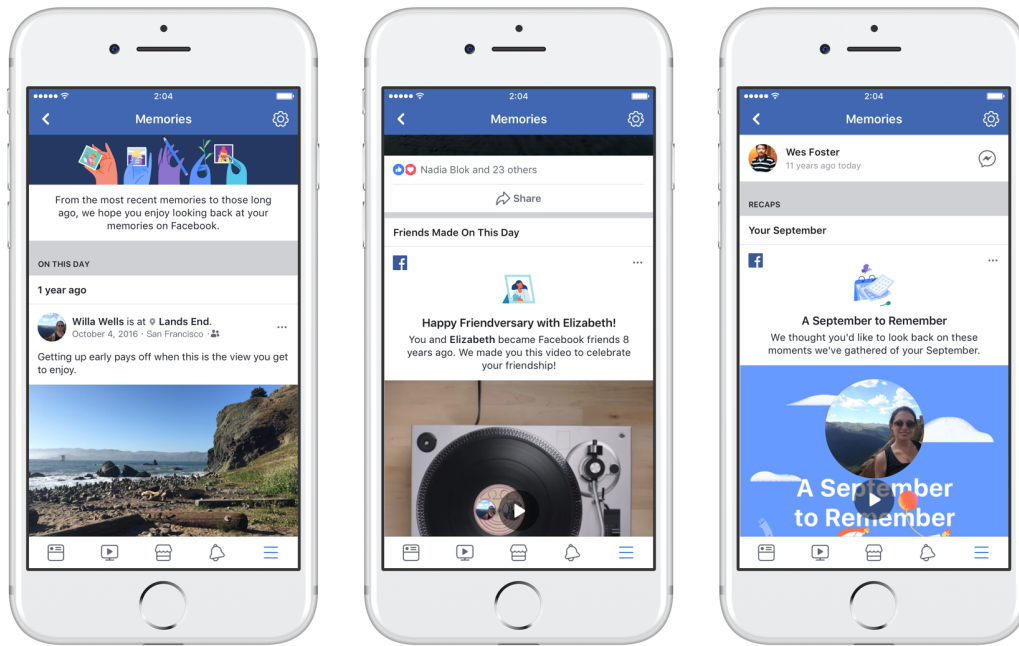 2:04
Memories
From the most recent memories to those long
ago, we hope you enjoy looking back at your
memories on Facebook.
ON THIS DAY
1 year ago
Willa Wells is at Lands End.
October 4, 2016 · San Francisco ·
Getting up early pays off when this is the view you get
to enjoy.
2:04
Memories
Nadia Blok and 23 others
Share
Friends Made On This Day
Happy Friendversary with Elizabeth!
You and Elizabeth became Facebook friends 8
years ago. We made you this video to celebrate
your friendship!
2:04
Memories
Wes Foster
11 years ago today
RECAPS
Your September
A September to Remember
We thought you'd like to look back on these
moments we've gathered of your September.
A September
to Remember